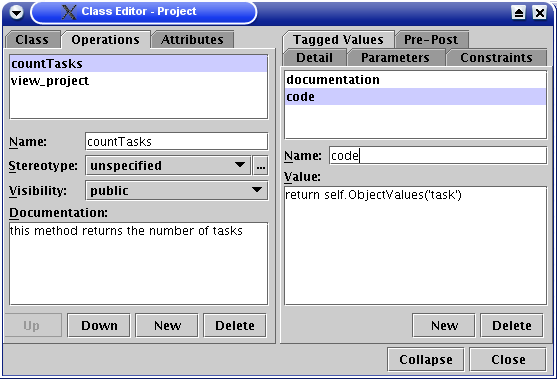 Class Editor - Project
Class Operations Attributes
countTasks
view_project
Name: countTasks
Stereotype: unspecified ...
Visibility: public
Documentation:
this method returns the number of tasks
Up Down New Delete
Tagged Values Pre-Post
Detail Parameters Constraints
documentation
code
Name: code
Value:
return self.ObjectValues('task')
New Delete
Collapse Close